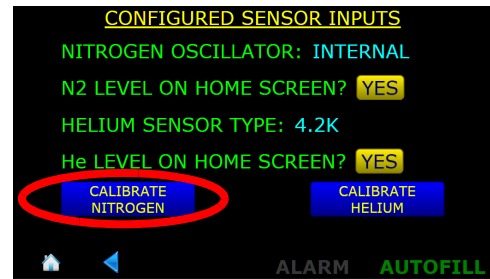 CONFIGURED SENSOR INPUTS
NITROGEN OSCILLATOR: INTERNAL
N2 LEVEL ON HOME SCREEN? YES
HELIUM SENSOR TYPE: 4.2K
He LEVEL ON HOME SCREEN? YES
CALIBRATE
NITROGEN
CALIBRATE
HELIUM
ALARM AUTOFILL